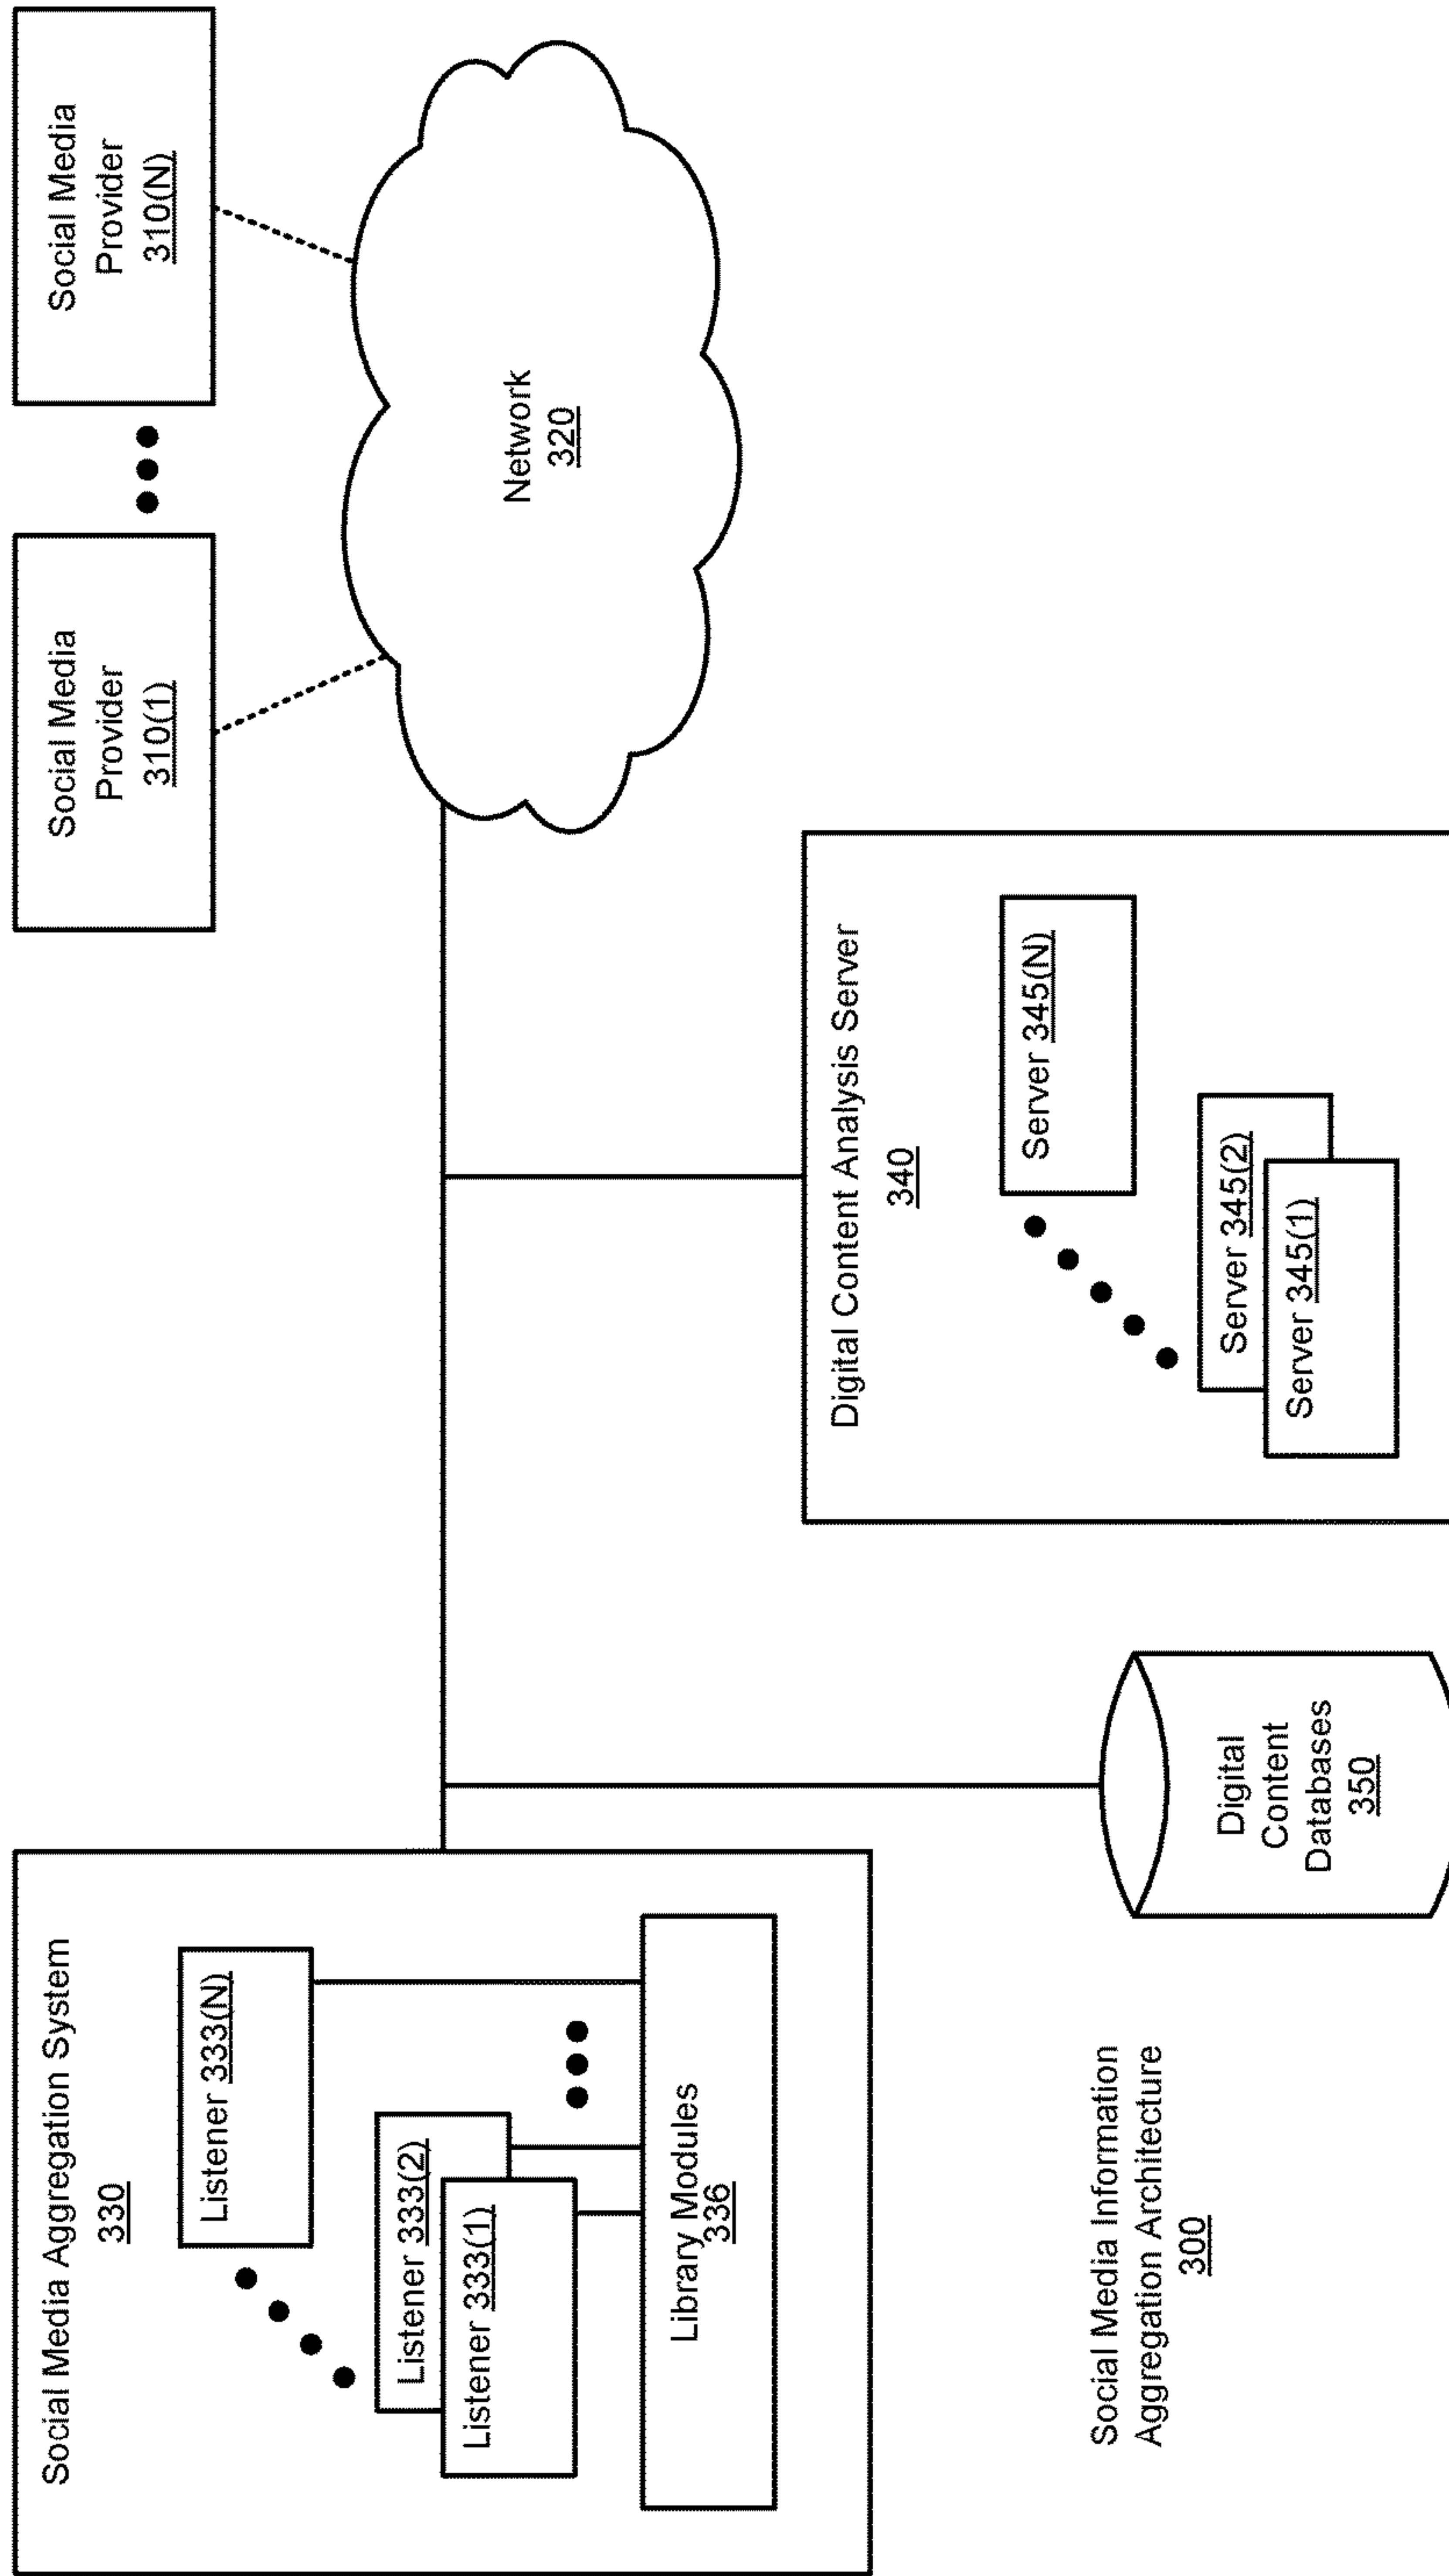 Social Media Aggregation System
330
Listener 333(N)
Listener 333(2)
Listener 333(1)
Library Modules
336
Social Media Information
Aggregation Architecture
300
Digital
Content
Databases
350
Digital Content Analysis Server
340
Server 345(N)
Server 345(2)
Server 345(1)
Social Media
Provider
310(1)
Social Media
Provider
310(N)
Network
320